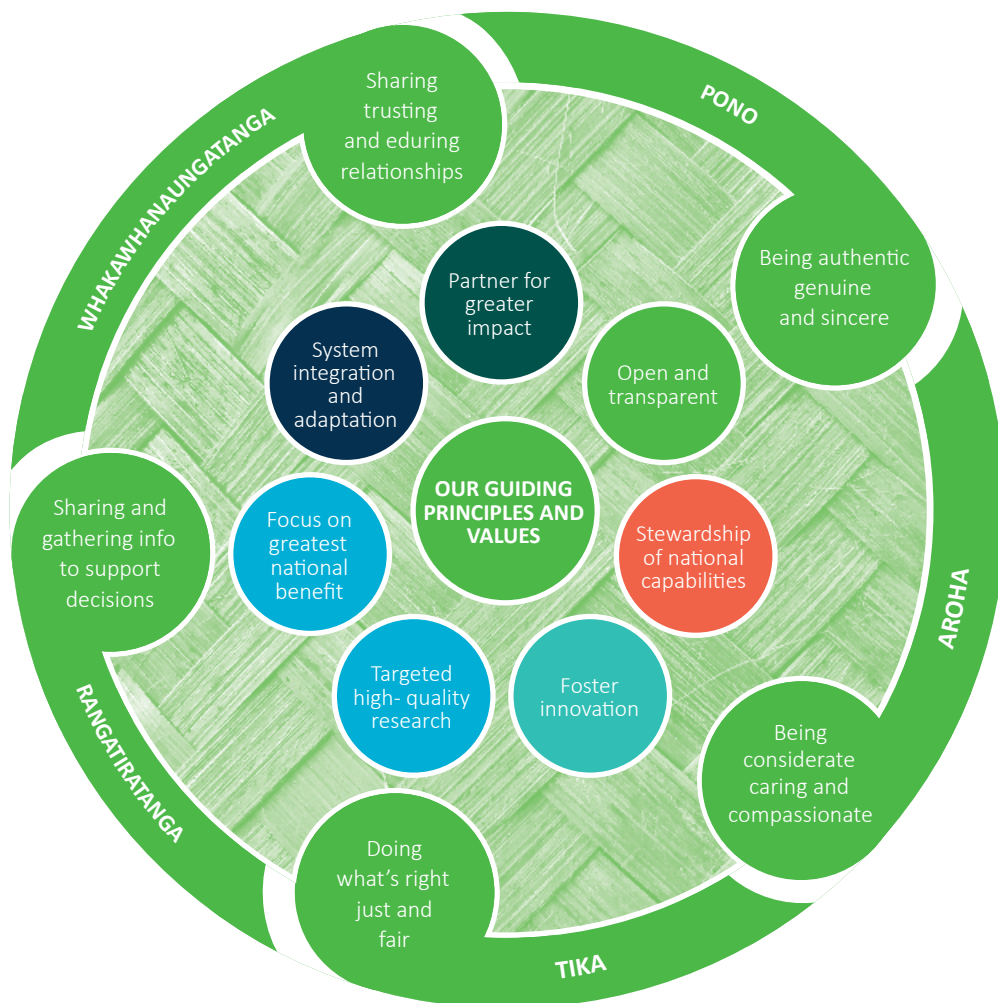 WHAKAWHANAUNGATANGA
Sharing
trusting
and eduring
relationships
PONO
Being authentic
genuine
and sincere
AROHA
Being
considerate
caring and
compassionate
TIKA
Doing
what's right
just and
fair
RANGATIRATANGA
Sharing and
gathering info
to support
decisions
Partner for
greater
impact
Open and
transparent
Stewardship
of national
capabilities
Foster
innovation
Targeted
high- quality
research
Focus on
greatest
national
benefit
System
integration
and
adaptation
OUR GUIDING
PRINCIPLES AND
VALUES